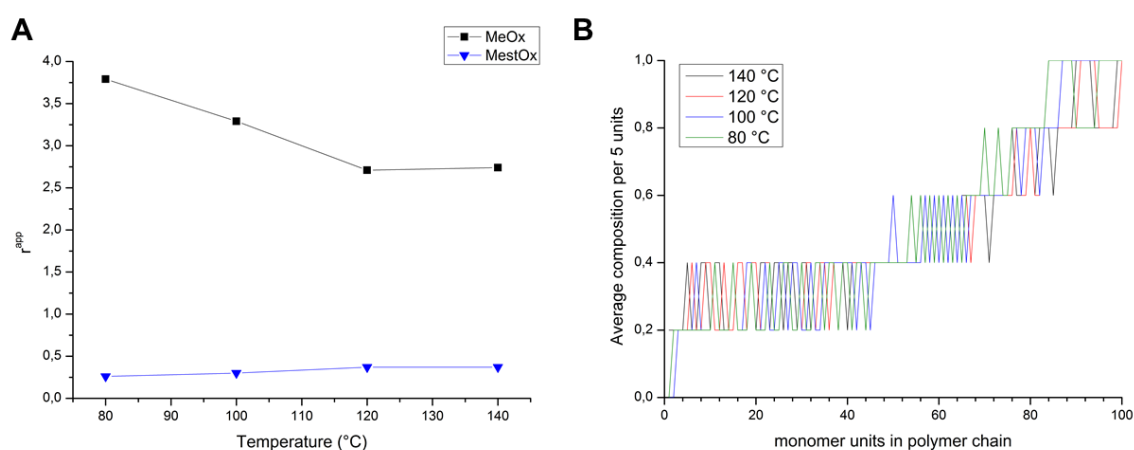 A
MeOx
MestOx
4,0
3,5
3,0
2,5
2,0
1,5
1,0
0,5
0,0
r^app
80 90 100 110 120 130 140
Temperature (°C)
B
140 °C
120 °C
100 °C
80 °C
1,0
0,8
0,6
0,4
0,2
0,0
Average composition per 5 units
0 20 40 60 80 100
monomer units in polymer chain